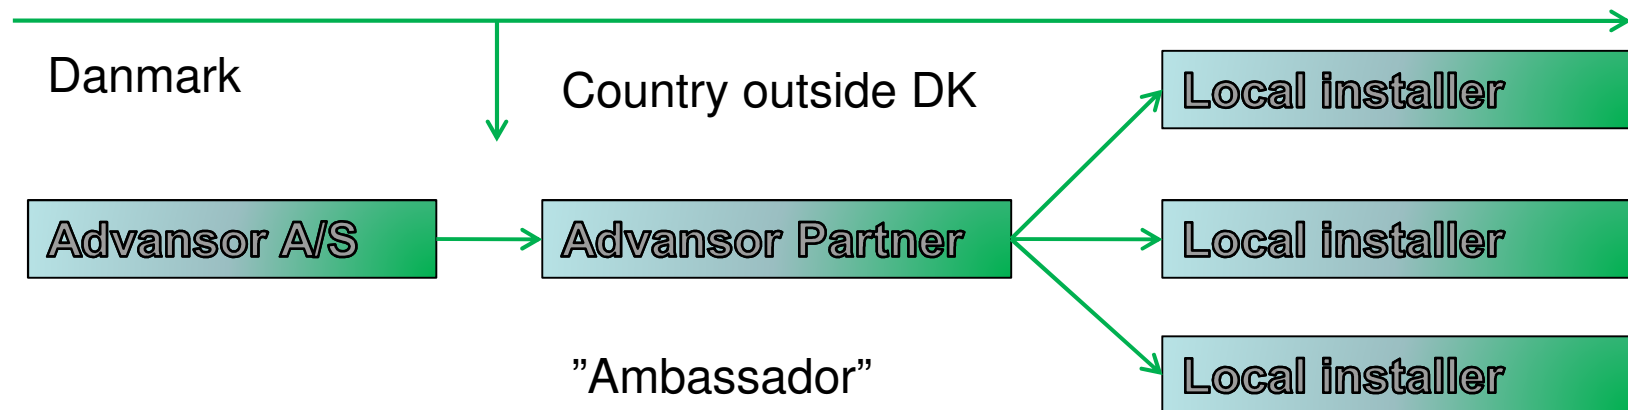 Danmark
Country outside DK
Local installer
Advansor A/S
Advansor Partner
Local installer
”Ambassador”
Local installer